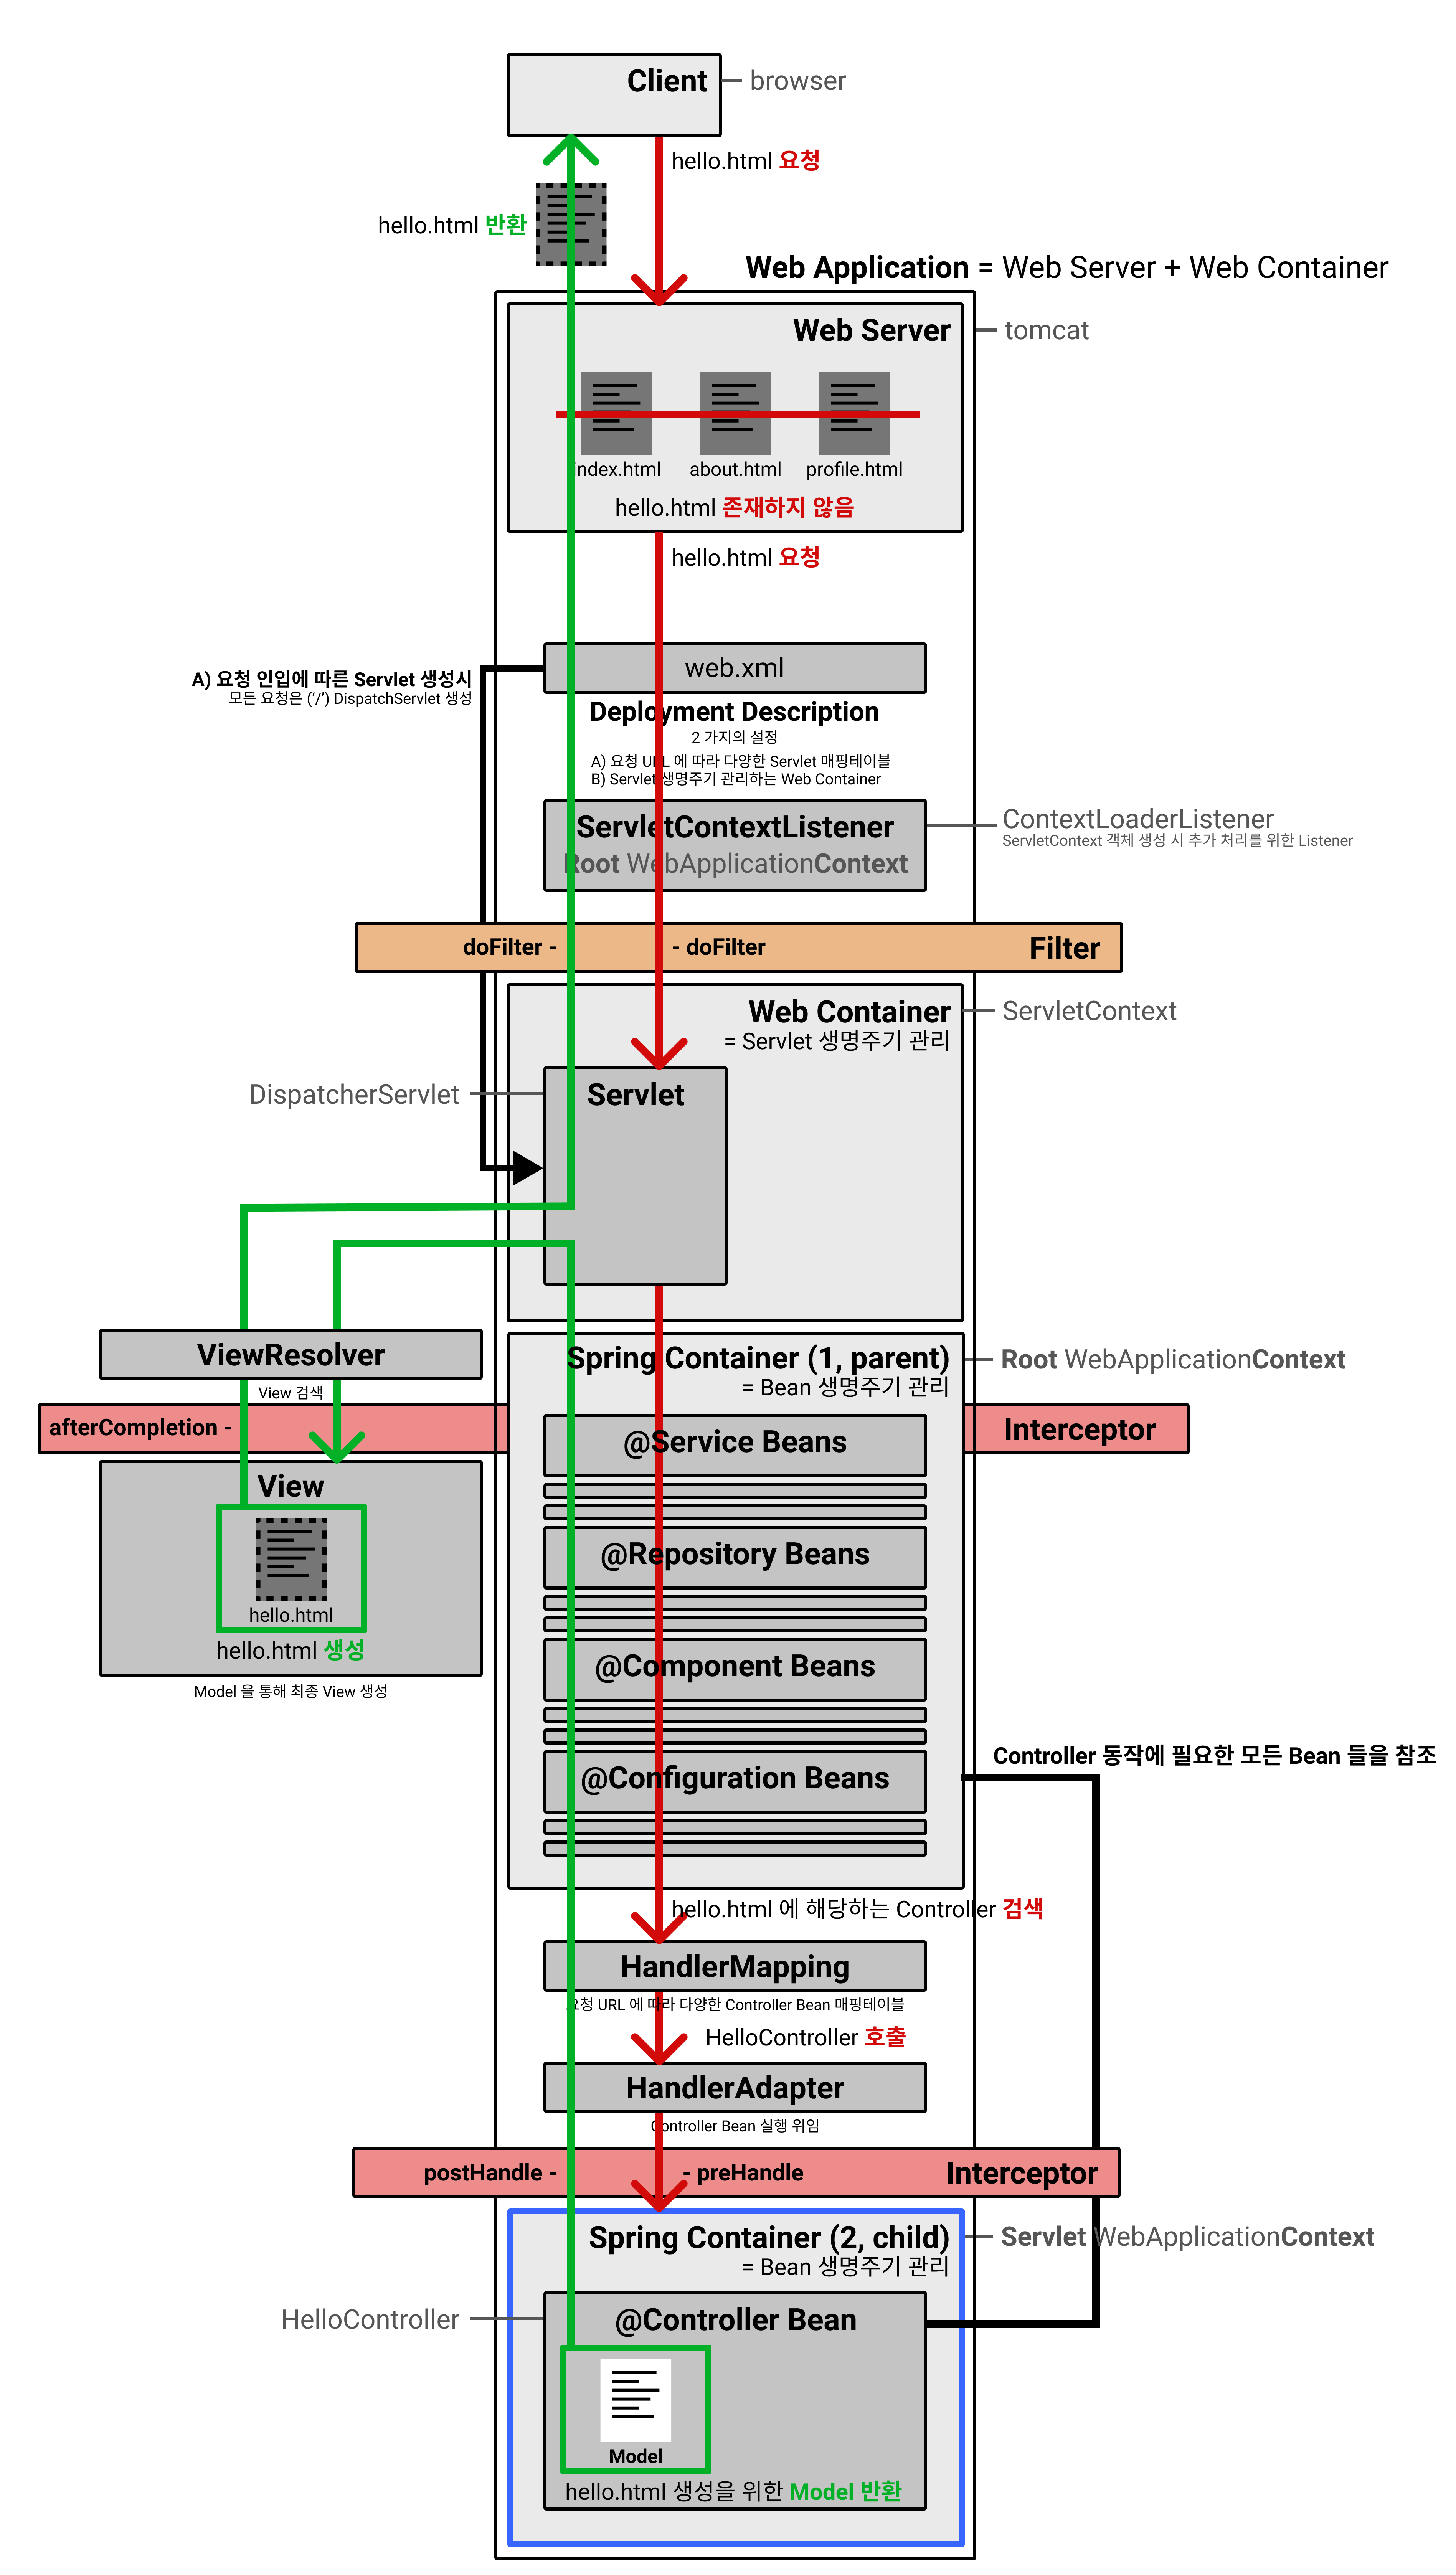 Client
browser
hello.html 요청
hello.html 반환
Web Application = Web Server + Web Container
Web Server
tomcat
index.html
about.html
profile.html
hello.html 존재하지 않음
hello.html 요청
web.xml
A) 요청 인입에 따른 Servlet 생성시
모든 요청은 (‘/’) DispatchServlet 생성
Deployment Description
2 가지의 설정
A) 요청 URL 에 따라 다양한 Servlet 매핑테이블
B) Servlet 생명주기 관리하는 Web Container
ServletContextListener
Root WebApplicationContext
ContextLoaderListener
ServletContext 객체 생성 시 추가 처리를 위한 Listener
doFilter -
- doFilter
Filter
Web Container
= Servlet 생명주기 관리
ServletContext
DispatcherServlet
Servlet
ViewResolver
View 검색
Spring Container (1, parent)
= Bean 생명주기 관리
Root WebApplicationContext
afterCompletion -
Interceptor
@Service Beans
View
hello.html
hello.html 생성
Model 을 통해 최종 View 생성
@Repository Beans
@Component Beans
@Configuration Beans
Controller 동작에 필요한 모든 Bean 들을 참조
hello.html 에 해당하는 Controller 검색
HandlerMapping
요청 URL 에 따라 다양한 Controller Bean 매핑테이블
HelloController 호출
HandlerAdapter
Controller Bean 실행 위임
postHandle -
- preHandle
Interceptor
Spring Container (2, child)
= Bean 생명주기 관리
Servlet WebApplicationContext
HelloController
@Controller Bean
Model
hello.html 생성을 위한 Model 반환